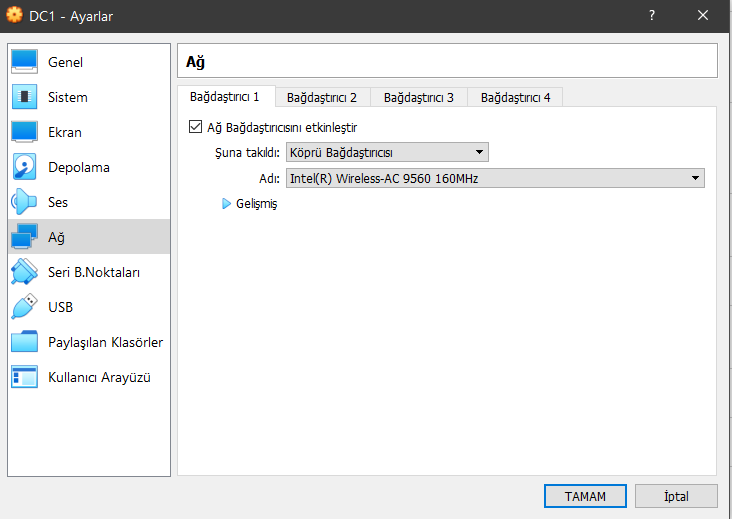 DC1 - Ayarlar
?
Genel
Sistem
Ekran
Depolama
Ses
Ağ
Seri B.Noktaları
USB
Paylaşılan Klasörler
Kullanıcı Arayüzü
Ağ
Bağdaştırıcı 1 Bağdaştırıcı 2 Bağdaştırıcı 3 Bağdaştırıcı 4
Ağ Bağdaştırıcısını etkinleştir
Şuna takıldı: Köprü Bağdaştırıcısı
Adı: Intel(R) Wireless-AC 9560 160MHz
Gelişmiş
TAMAM İptal